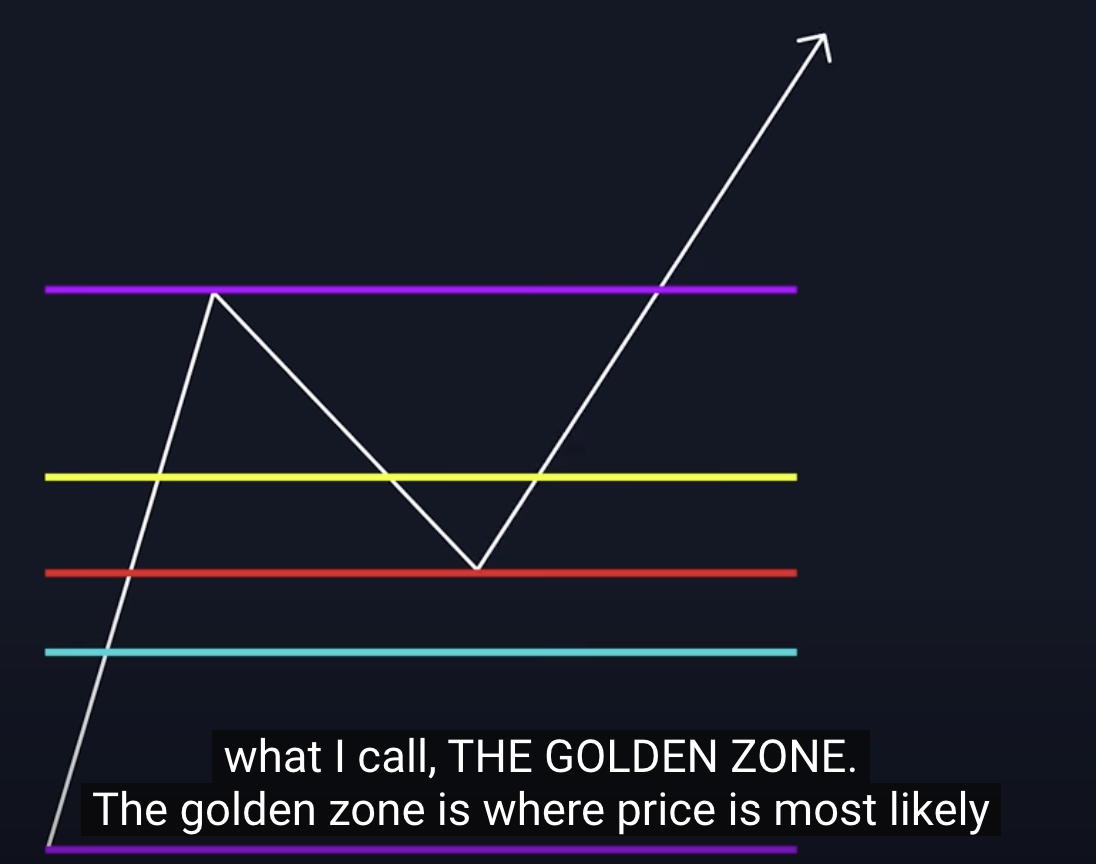 what I call, THE GOLDEN ZONE.
The golden zone is where price is most likely